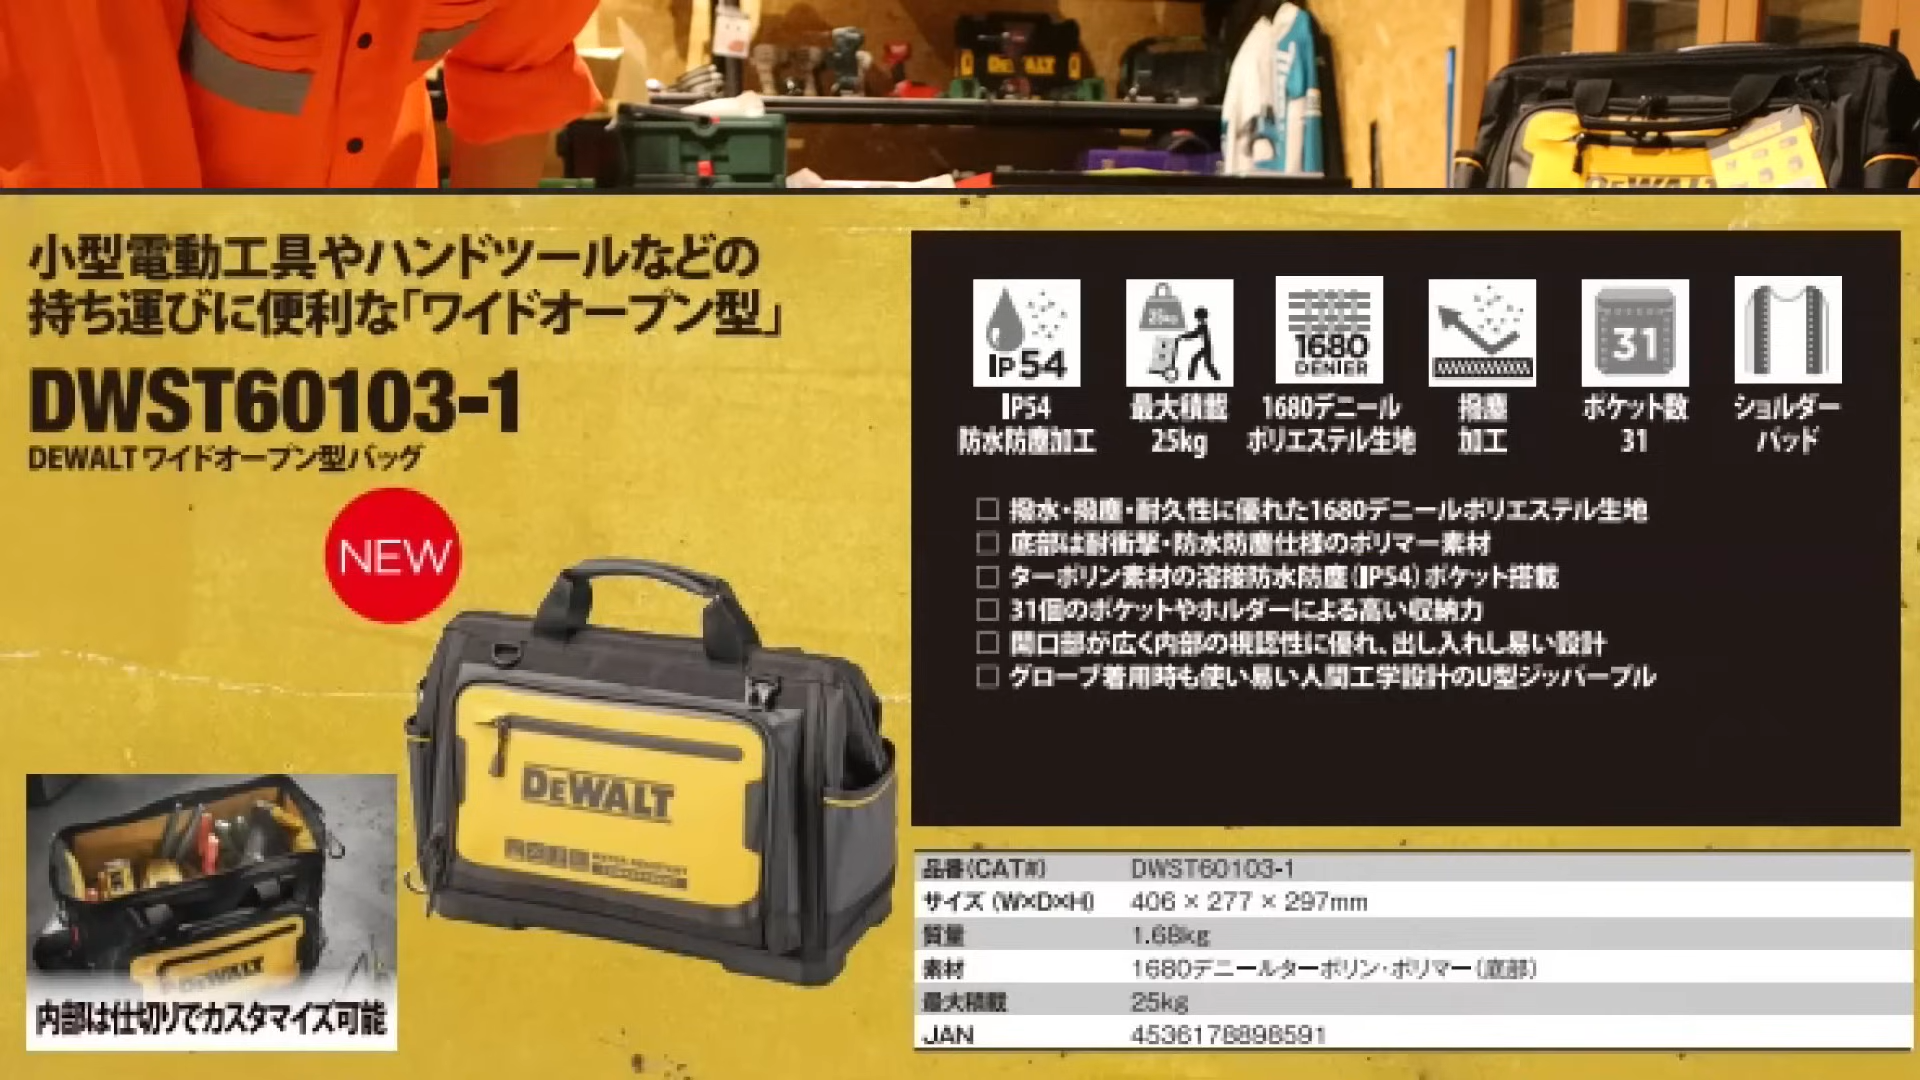 DEWALT
DEWALT
小型電動工具やハンドツールなどの
持ち運びに便利な「ワイドオープン型」
DWST60103-1
DEWALT ワイドオープン型バッグ
NEW
DEWALT
DEWALT
内部は仕切りでカスタマイズ可能
IP54
25kg
1680
DENIER
31
IP54
防水防塵加工
最大積載
25kg
1680デニール
ポリエステル生地
撥塵
加工
ポケット数
31
ショルダー
パッド
□ 撥水・撥塵・耐久性に優れた1680デニールポリエステル生地
□ 底部は耐衝撃・防水防塵仕様のポリマー素材
□ ターポリン素材の溶接防水防塵(IP54)ポケット搭載
□ 31個のポケットやホルダーによる高い収納力
□ 開口部が広く内部の視認性に優れ、出し入れし易い設計
□ グローブ着用時も使い易い人間工学設計のU型ジッパープル
品番(CAT#) DWST60103-1
サイズ (W×D×H) 406 × 277 × 297mm
質量 1.68kg
素材 1680デニールターポリン・ポリマー(底部)
最大積載 25kg
JAN 4536178898591